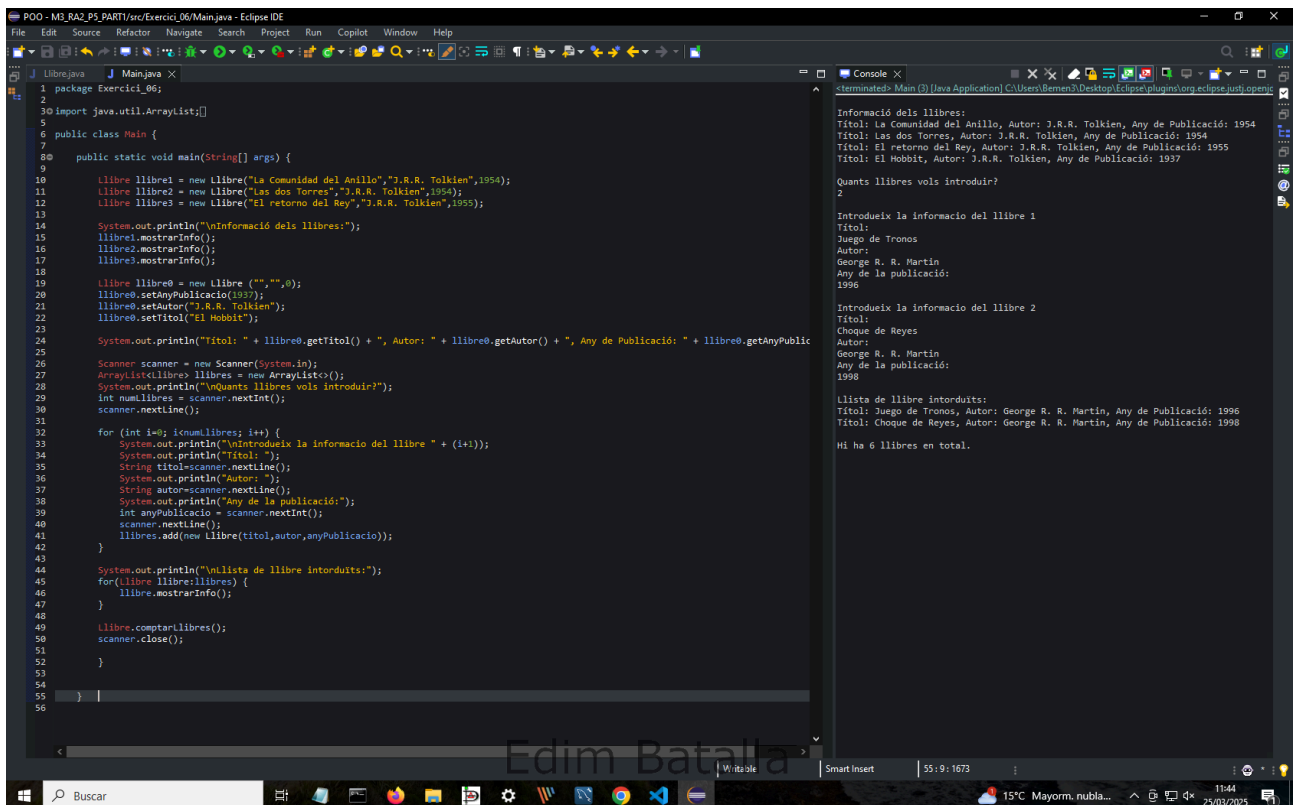 POO - M3_RA2_P5_PART1/src/Exercici_06/Main.java - Eclipse IDE
File Edit Source Refactor Navigate Search Project Run Copilot Window Help
Llibre.java Main.java
1 package Exercici_06;
2
3 import java.util.ArrayList;
5
6 public class Main {
7
8 public static void main(String[] args) {
9
10 Llibre llibre1 = new Llibre("La Comunidad del Anillo","J.R.R. Tolkien",1954);
11 Llibre llibre2 = new Llibre("Las dos Torres","J.R.R. Tolkien",1954);
12 Llibre llibre3 = new Llibre("El retorno del Rey","J.R.R. Tolkien",1955);
13
14 System.out.println("\nInformació dels llibres:");
15 llibre1.mostrarInfo();
16 llibre2.mostrarInfo();
17 llibre3.mostrarInfo();
18
19 Llibre llibre0 = new Llibre ("","",0);
20 llibre0.setAnyPublicacio(1937);
21 llibre0.setAutor("J.R.R. Tolkien");
22 llibre0.setTitol("El Hobbit");
23
24 System.out.println("Títol: " + llibre0.getTitol() + ", Autor: " + llibre0.getAutor() + ", Any de Publicació: " + llibre0.getAnyPublic
25
26 Scanner scanner = new Scanner(System.in);
27 ArrayList<Llibre> llibres = new ArrayList<>();
28 System.out.println("\nQuants llibres vols introduir?");
29 int numLlibres = scanner.nextInt();
30 scanner.nextLine();
31
32 for (int i=0; i<numLlibres; i++) {
33 System.out.println("\nIntrodueix la informacio del llibre " + (i+1));
34 System.out.println("Títol: ");
35 String titol=scanner.nextLine();
36 System.out.println("Autor: ");
37 String autor=scanner.nextLine();
38 System.out.println("Any de la publicació:");
39 int anyPublicacio = scanner.nextInt();
40 scanner.nextLine();
41 llibres.add(new Llibre(titol,autor,anyPublicacio));
42 }
43
44 System.out.println("\nLlista de llibre intorduïts:");
45 for(Llibre llibre:llibres) {
46 llibre.mostrarInfo();
47 }
48
49 Llibre.comptarLlibres();
50 scanner.close();
51
52 }
53
54
55 }
56
Console
<terminated> Main (3) [Java Application] C:\Users\Bemen3\Desktop\Eclipse\plugins\org.eclipse.justj.openjd
Informació dels llibres:
Títol: La Comunidad del Anillo, Autor: J.R.R. Tolkien, Any de Publicació: 1954
Títol: Las dos Torres, Autor: J.R.R. Tolkien, Any de Publicació: 1954
Títol: El retorno del Rey, Autor: J.R.R. Tolkien, Any de Publicació: 1955
Títol: El Hobbit, Autor: J.R.R. Tolkien, Any de Publicació: 1937
Quants llibres vols introduir?
2
Introdueix la informacio del llibre 1
Títol:
Juego de Tronos
Autor:
George R. R. Martin
Any de la publicació:
1996
Introdueix la informacio del llibre 2
Títol:
Choque de Reyes
Autor:
George R. R. Martin
Any de la publicació:
1998
Llista de llibre intorduïts:
Títol: Juego de Tronos, Autor: George R. R. Martin, Any de Publicació: 1996
Títol: Choque de Reyes, Autor: George R. R. Martin, Any de Publicació: 1998
Hi ha 6 llibres en total.
Edim Batalla
Writable Smart Insert 55 : 9 : 1673
Buscar
15°C Mayorm. nubla... 11:44
25/03/2025